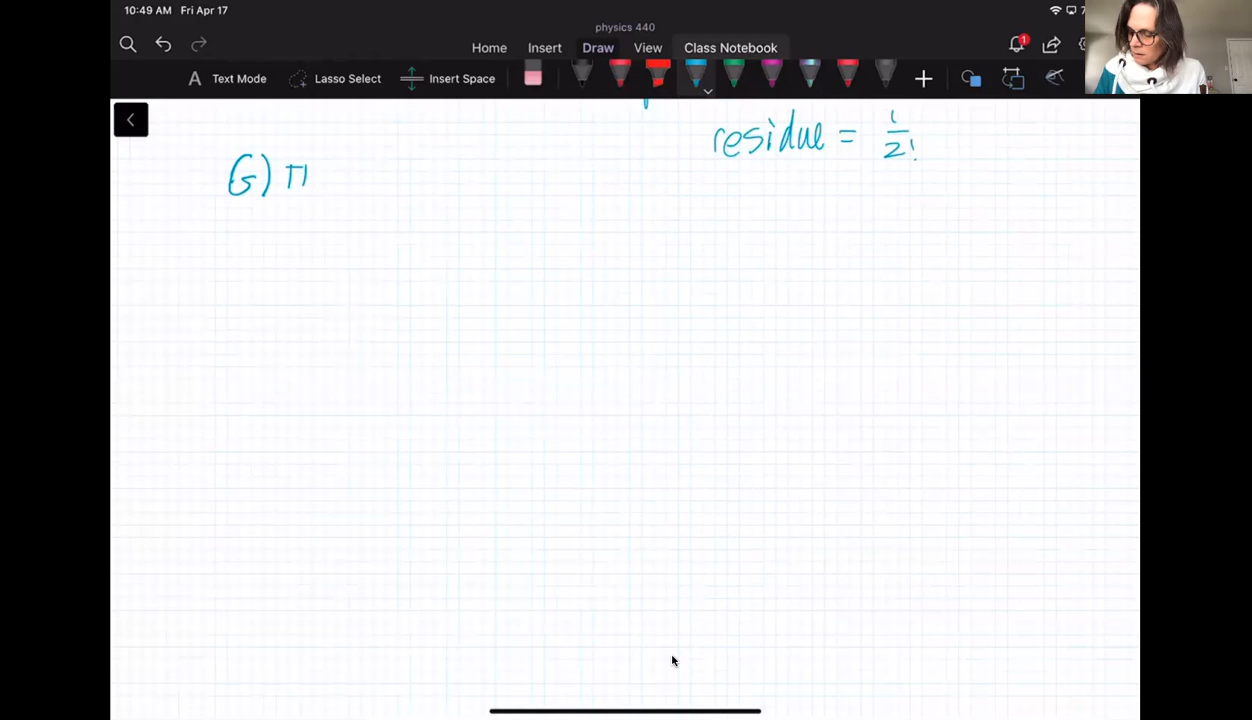 10:49 AM Fri Apr 17
physics 440
Home Insert Draw View Class Notebook
1
A Text Mode Lasso Select Insert Space
residue = 1/2i
G) π